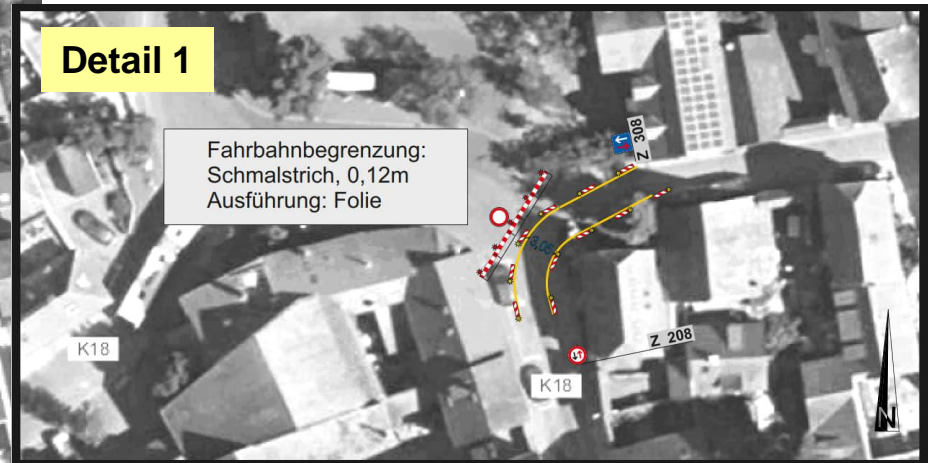 Detail 1
Fahrbahnbegrenzung:
Schmalstrich, 0,12m
Ausführung: Folie
Z 308
K18
Z 208
K18
N